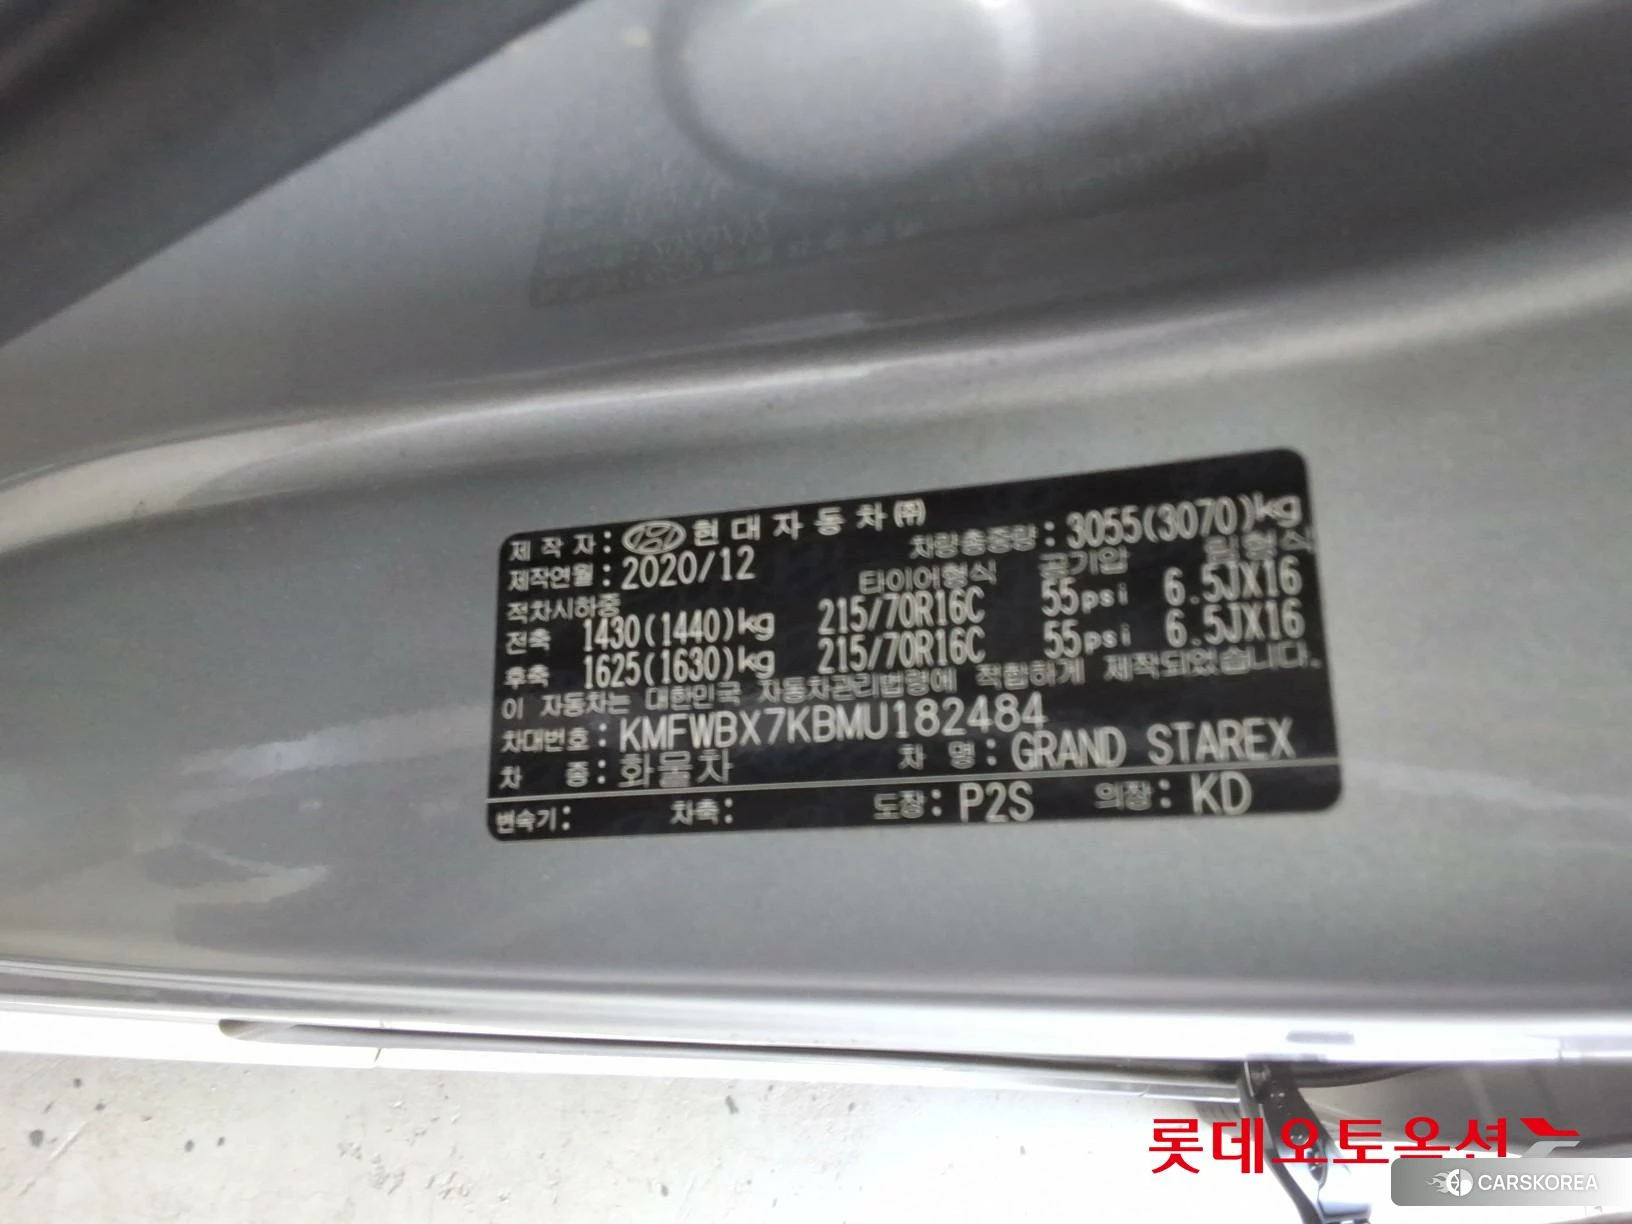 제작자: 현대자동차㈜
차량총중량: 3055(3070)kg
제작연월: 2020/12
타이어형식 공기압 림형식
적차시하중
전축 1430(1440)kg 215/70R16C 55psi 6.5JX16
후축 1625(1630)kg 215/70R16C 55psi 6.5JX16
이 자동차는 대한민국 자동차관리법령에 적합하게 제작되었습니다.
차대번호: KMFWBX7KBMU182484
차 종: 화물차 차 명: GRAND STAREX
변속기: 차축: 도장: P2S 의장: KD
롯데오토옥션
CARSKOREA